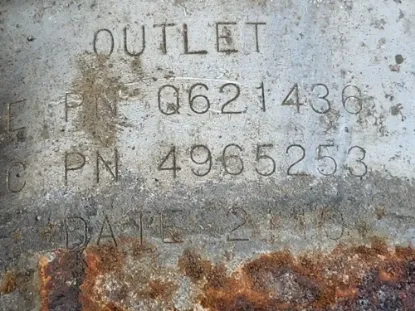 OUTLET
E PN Q621436
C PN 4965253
DATE